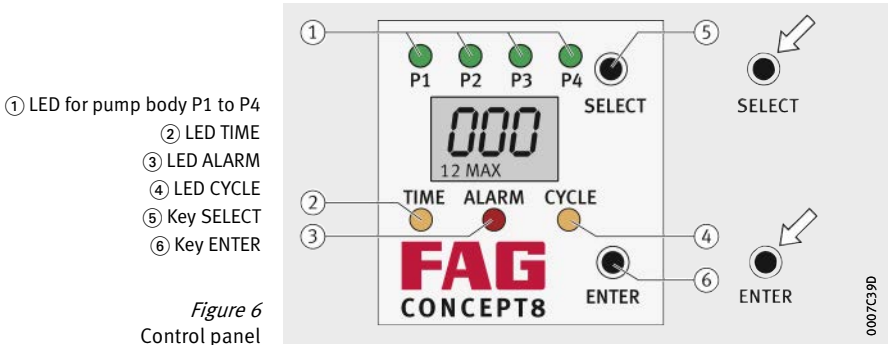 ① LED for pump body P1 to P4
② LED TIME
③ LED ALARM
④ LED CYCLE
⑤ Key SELECT
⑥ Key ENTER
Figure 6
Control panel
① ⑤
P1 P2 P3 P4
SELECT
SELECT
000
12 MAX
TIME ALARM CYCLE
②
③ ④
FAG
CONCEPT8
⑥
ENTER
ENTER
0007C39D